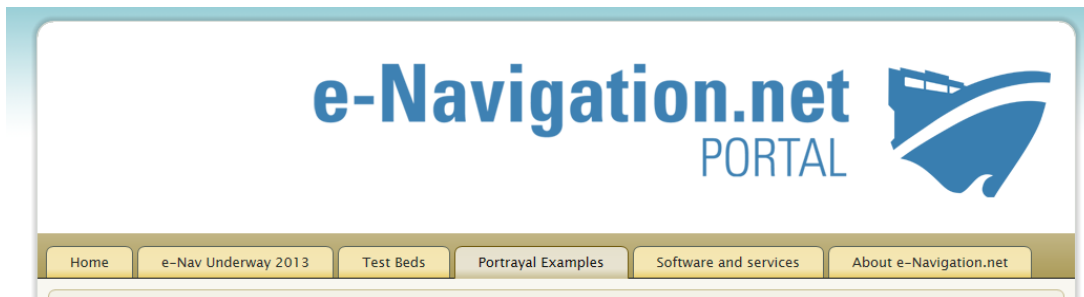 e-Navigation.net
PORTAL
Home e-Nav Underway 2013 Test Beds Portrayal Examples Software and services About e-Navigation.net